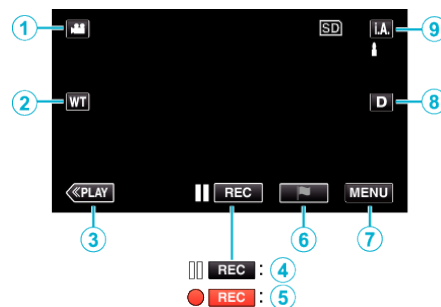 1 SD i.A. 9
2 WT D 8
≪PLAY REC MENU
3 6 7
REC : 4
REC : 5